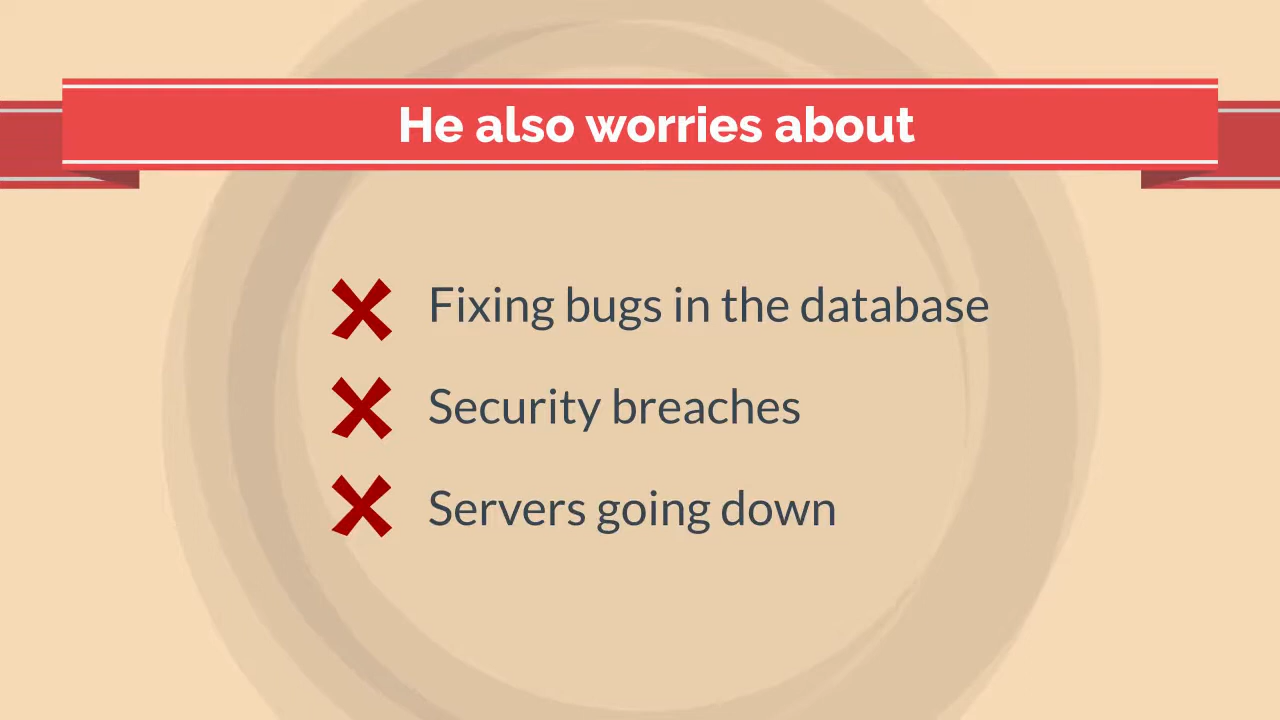 He also worries about
Fixing bugs in the database
Security breaches
Servers going down